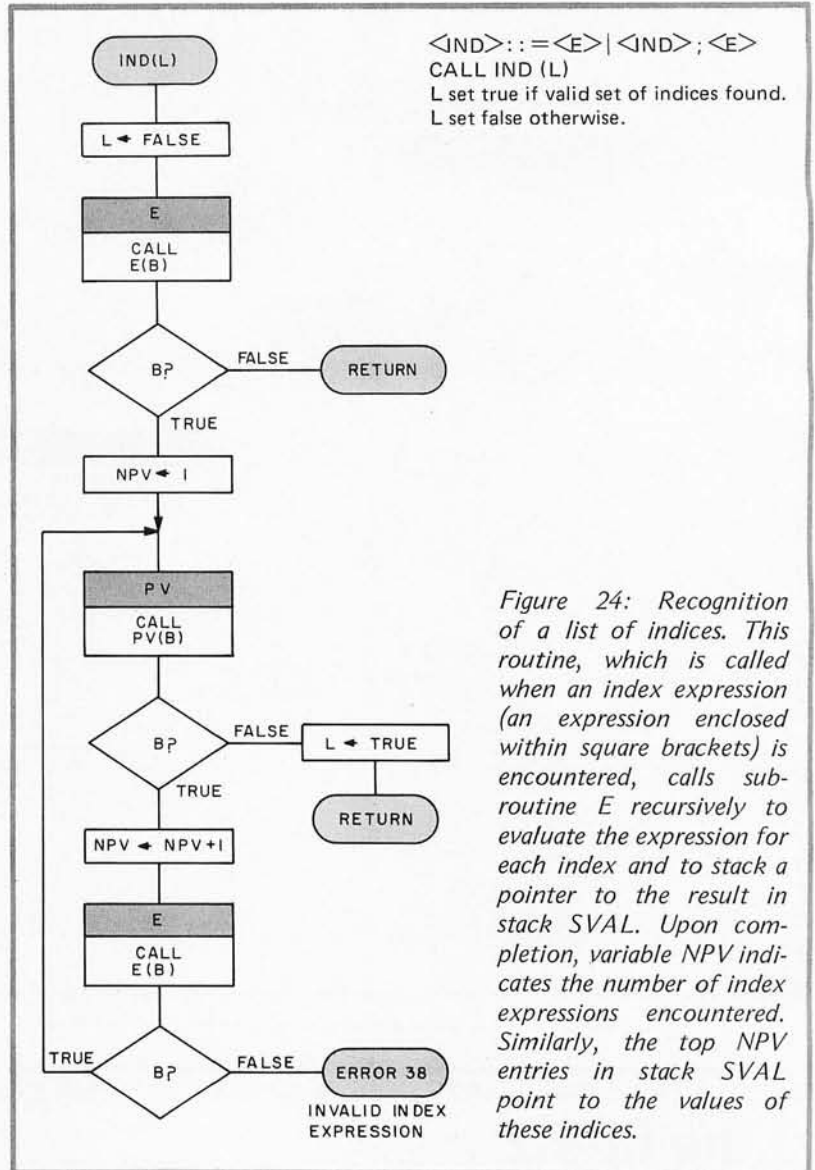 IND(L)
<IND>::=<E>|<IND>;<E>
CALL IND (L)
L set true if valid set of indices found.
L set false otherwise.
L ← FALSE
E
CALL
E(B)
B?
FALSE
RETURN
TRUE
NPV ← I
PV
CALL
PV(B)
B?
FALSE
L ← TRUE
RETURN
TRUE
NPV ← NPV+I
E
CALL
E(B)
TRUE
B?
FALSE
ERROR 38
INVALID INDEX
EXPRESSION
Figure 24: Recognition
of a list of indices. This
routine, which is called
when an index expression
(an expression enclosed
within square brackets) is
encountered, calls sub-
routine E recursively to
evaluate the expression for
each index and to stack a
pointer to the result in
stack SVAL. Upon com-
pletion, variable NPV indi-
cates the number of index
expressions encountered.
Similarly, the top NPV
entries in stack SVAL
point to the values of
these indices.